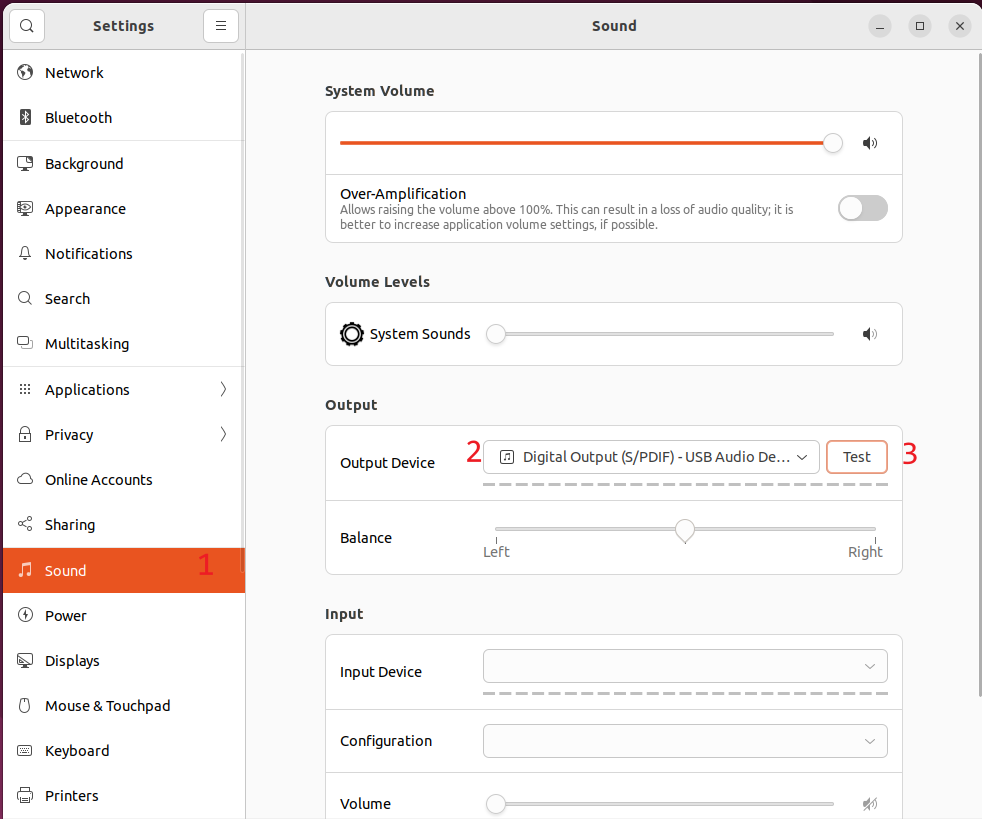 Settings
Sound
Network
Bluetooth
Background
Appearance
Notifications
Search
Multitasking
Applications
Privacy
Online Accounts
Sharing
Sound 1
Power
Displays
Mouse & Touchpad
Keyboard
Printers
System Volume
Over-Amplification
Allows raising the volume above 100%. This can result in a loss of audio quality; it is
better to increase application volume settings, if possible.
Volume Levels
System Sounds
Output
Output Device 2 Digital Output (S/PDIF) - USB Audio De... Test 3
Balance
Left Right
Input
Input Device
Configuration
Volume